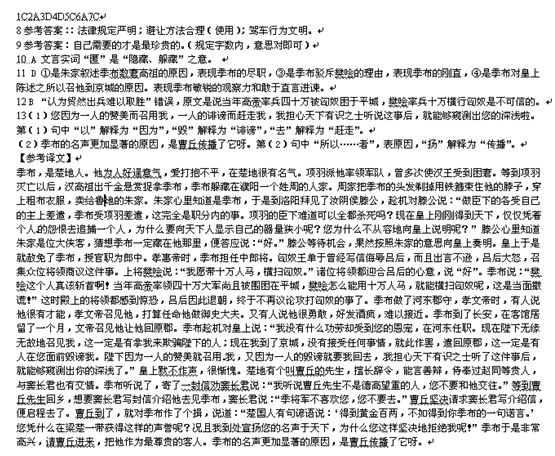 1C2A3D4D5C6A7C
8 参考答案：：法律规定严明；避让方法合理（使用）；驾车行为文明。
9 参考答案：自己需要的才是最珍贵的。（规定字数内，意思对即可）
10. A 文言实词“匿”是“隐藏、躲藏”之意。
11 D ①是朱家叙述季布数窘高祖的原因，表现季布的尽职，③是季布驳斥樊哙的理由，表现季布的刚直，④是季布对皇上
陈述之所以召他到京城的原因。表现季布敏锐的观察力和敢于直言进谏。
12B “认为贸然出兵难以取胜”错误，原文是说当年高帝率兵四十万被匈奴困于平城，樊哙率兵十万横行匈奴是不可信的。
13（1）您因为一人的赞美而召用我，一人的诽谤而赶走我，我担心天下有识之士听说这事后，就能够窥测出您的深浅啦。
第（1）句中“以”解释为“因为”，“毁”解释为“诽谤”，“去”解释为“赶走”。
（2）季布的名声更加显著的原因，是曹丘传播了它呀。第（2）句中“所以……者”，表原因，“扬”解释为“传播”。
【参考译文】
季布，是楚地人。他为人好逞意气，爱打抱不平，在楚地很有名气。项羽派他率领军队，曾多次使汉王受到困窘。等到项羽
灭亡以后，汉高祖出千金悬赏捉拿季布，季布躲藏在濮阳一个姓周的人家。周家把季布的头发剃掉用铁箍束住他的脖子，穿
上粗布衣服，卖给鲁地的朱家。朱家心里知道是季布，于是到洛阳拜见了汝阴侯滕公，趁机对滕公说：“做臣下的各受自己
的主上差遣，季布受项羽差遣，这完全是职分内的事。项羽的臣下难道可以全都杀死吗？现在皇上刚刚得到天下，仅仅凭着
个人的怨恨去追捕一个人，为什么要向天下人显示自己的器量狭小呢？您为什么不从容地向皇上说明呢？”滕公心里知道
朱家是位大侠客，猜想季布一定藏在他那里，便答应说：“好。”滕公等待机会，果然按照朱家的意思向皇上奏明。皇上于是
就赦免了季布，授官职为郎中。孝惠帝时，季布担任中郎将。匈奴王单于曾经写信侮辱吕后，而且出言不逊，吕后大怒，召
集众位将领商议这件事。上将樊哙说：“我愿带十万人马，横扫匈奴。”诸位将领都迎合吕后的心意，说“好”。季布说：“樊
哙这个人真该斩首啊！当年高帝率领四十万大军尚且被围困在平城，樊哙怎么能用十万人马，就能横扫匈奴呢，这是当面撒
谎！”这时殿上的将领都感到惊恐，吕后因此退朝，终于不再议论攻打匈奴的事了。季布做了河东郡守，孝文帝时，有人说
他很有才能，孝文帝召见他，打算任命他做御史大夫。又有人说他很勇敢，好发酒疯，难以接近。季布到了长安，在客馆居
留了一个月，文帝召见他让他回原郡。季布趁机对皇上说：“我没有什么功劳却受到您的恩宠，在河东任职。现在陛下无缘
无故地召见我，这一定是有拿我来欺骗陛下的人；现在我到了京城，没有接受任何事情，就此作罢，遣回原郡，这一定是有人
在您面前毁谤我。陛下因为一人的赞美就召用我，又因为一人的毁谤就要我回去，我担心天下有识之士听了这件事后，
就能够窥测出您的深浅了。”皇上默不作声，很惭愧。楚地有个叫曹丘的先生，擅长辞令，能言善辩，侍奉过赵同等贵人，
与窦长君也有交情。季布听说了，寄了一封信劝窦长君说：“我听说曹丘先生不是德高望重的人，您不要和他交往。”等到曹
丘先生回乡，想要窦长君写封信介绍他去见季布，窦长君说：“季将军不喜欢您，您不要去。”曹丘坚决请求窦长君写介绍信，
便启程去了。曹丘到了，就对季布作了个揖，说道：“楚国人有句谚语说：‘得到黄金百两，不如得到你季布的一句诺言。’
您凭什么在梁楚一带获得这样的声誉呢？况且我到处宣扬您的名声于天下，为什么您这样坚决地拒绝我呢！”季布于是非常
高兴，请曹丘进来，把他作为最尊贵的客人。季布的名声更加显著的原因，是曹丘传播了它呀。